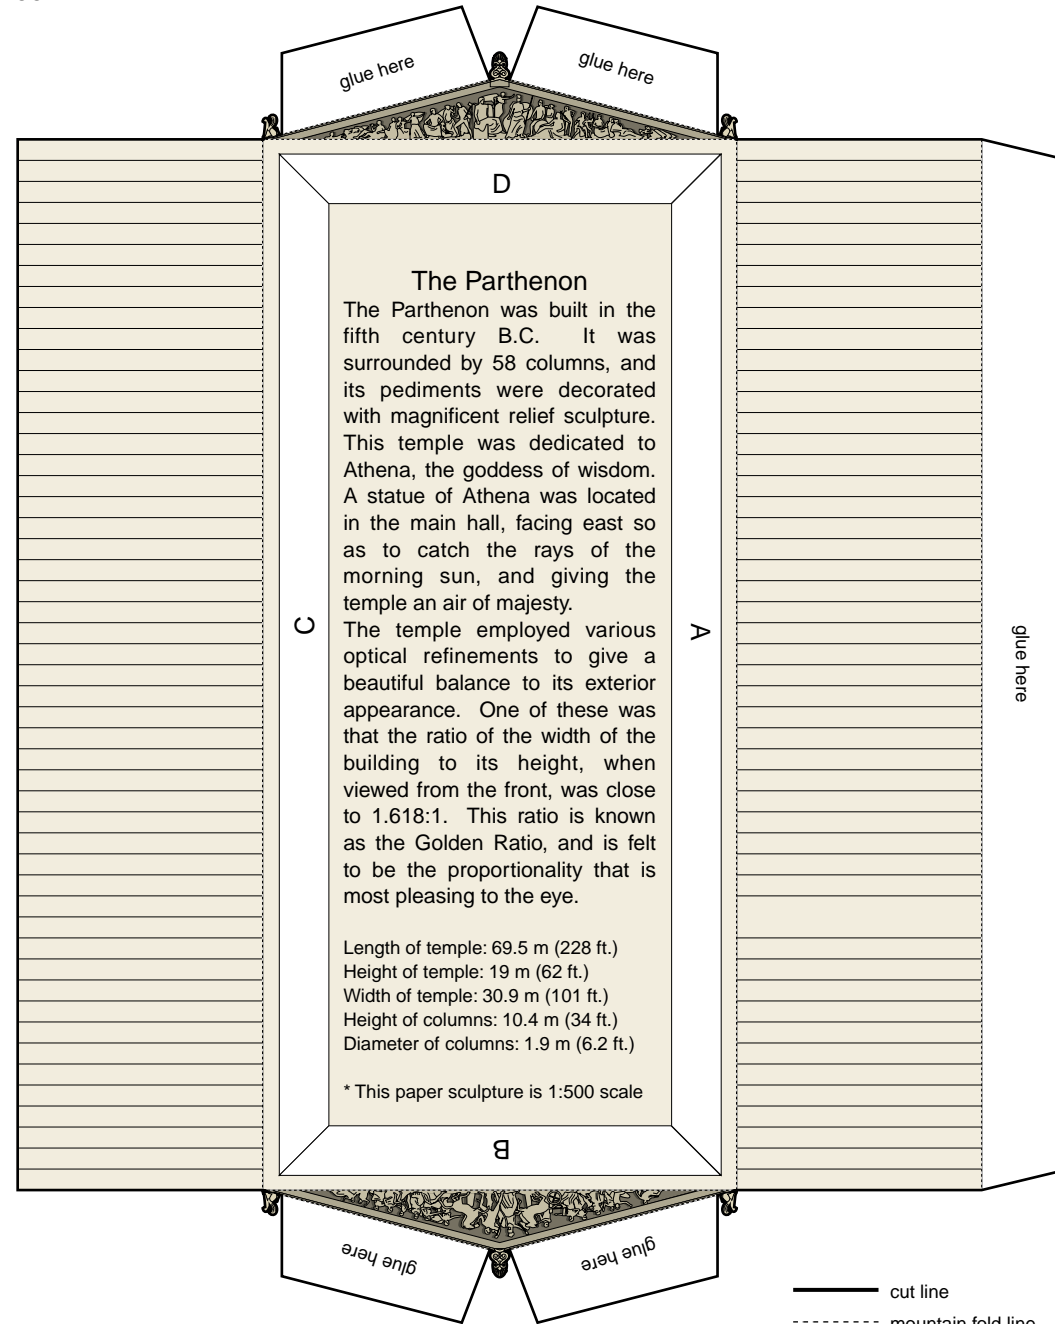 glue here
glue here
D
The Parthenon
The Parthenon was built in the
fifth century B.C. It was
surrounded by 58 columns, and
its pediments were decorated
with magnificent relief sculpture.
This temple was dedicated to
Athena, the goddess of wisdom.
A statue of Athena was located
in the main hall, facing east so
as to catch the rays of the
morning sun, and giving the
temple an air of majesty.
C
A
glue here
The temple employed various
optical refinements to give a
beautiful balance to its exterior
appearance. One of these was
that the ratio of the width of the
building to its height, when
viewed from the front, was close
to 1.618:1. This ratio is known
as the Golden Ratio, and is felt
to be the proportionality that is
most pleasing to the eye.
Length of temple: 69.5 m (228 ft.)
Height of temple: 19 m (62 ft.)
Width of temple: 30.9 m (101 ft.)
Height of columns: 10.4 m (34 ft.)
Diameter of columns: 1.9 m (6.2 ft.)
* This paper sculpture is 1:500 scale
B
glue here
glue here
cut line
mountain fold line